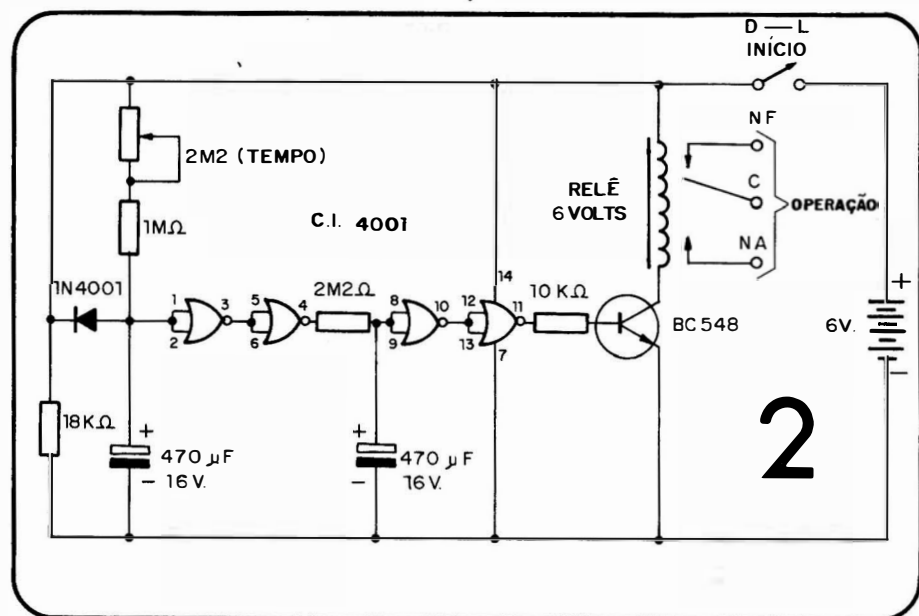 D — L
INÍCIO
NF
C
OPERAÇÃO
NA
2M2 (TEMPO)
1MΩ
C.I. 4001
RELÊ
6 VOLTS
14
1N4001
1
2
3
5
6
4
2M2Ω
8
9
10
12
13
11
7
10 KΩ
BC 548
+
6V.
−
18KΩ
+
470 µF
− 16V.
+
470 µF
− 16V.
2